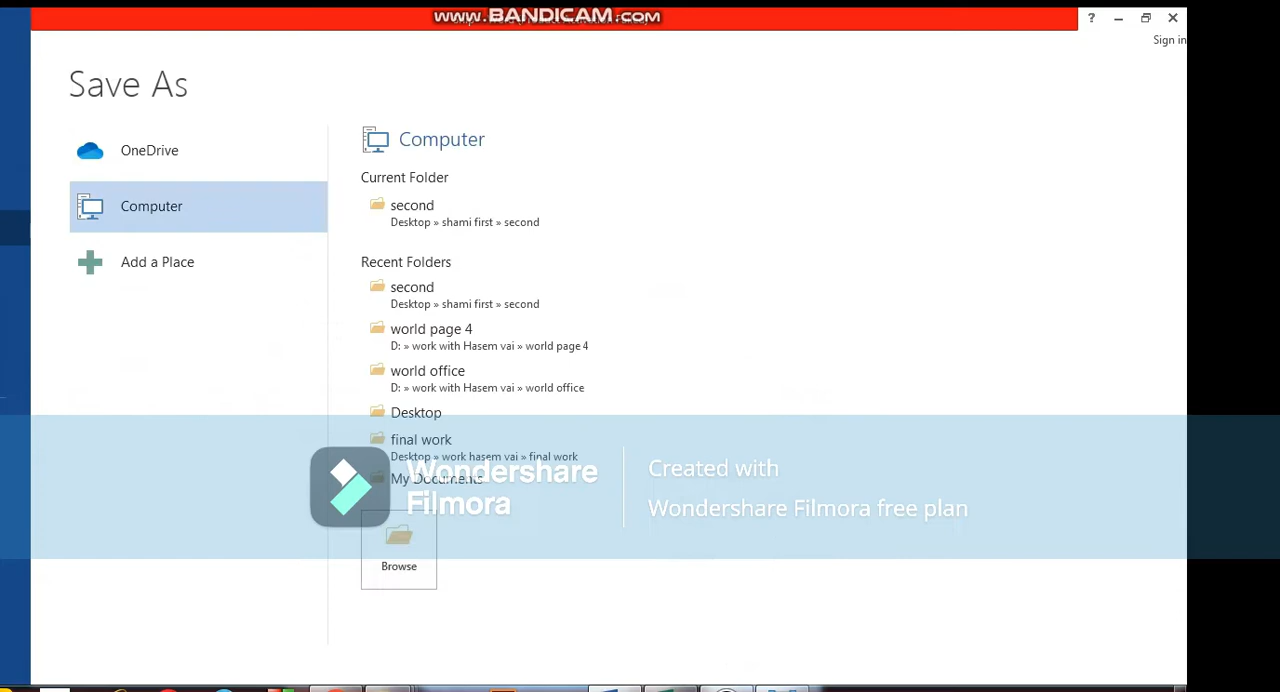 www.BANDICAM.COM
?
Sign in
Save As
OneDrive
Computer
Add a Place
Computer
Current Folder
second
Desktop » shami first » second
Recent Folders
second
Desktop » shami first » second
world page 4
D: » work with Hasem vai » world page 4
world office
D: » work with Hasem vai » world office
Desktop
final work
Desktop » work hasem vai » final work
My Documents
Browse
Wondershare
Filmora
Created with
Wondershare Filmora free plan